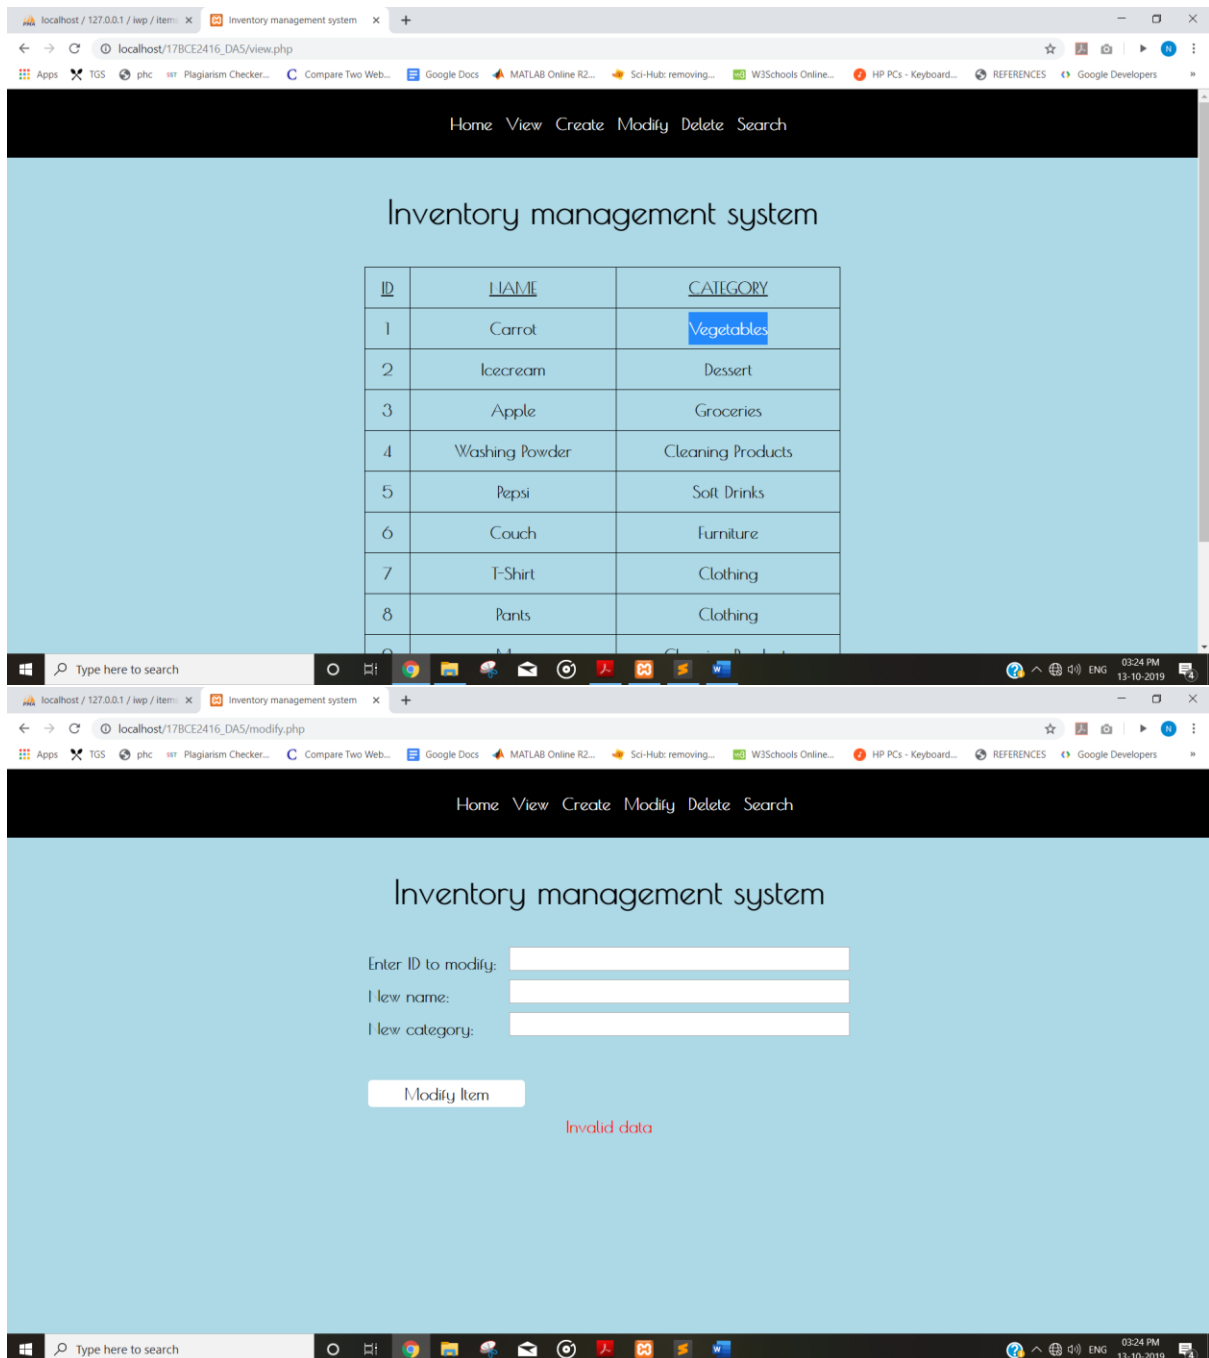 localhost / 127.0.0.1 / iwp / item Inventory management system
localhost/17BCE2416_DA5/view.php
Apps TGS phc Plagiarism Checker... Compare Two Web... Google Docs MATLAB Online R2... Sci-Hub: removing... W3Schools Online... HP PCs - Keyboard... REFERENCES Google Developers »
Home View Create Modify Delete Search
Inventory management system
ID NAME CATEGORY
1 Carrot Vegetables
2 Icecream Dessert
3 Apple Groceries
4 Washing Powder Cleaning Products
5 Pepsi Soft Drinks
6 Couch Furniture
7 T-Shirt Clothing
8 Pants Clothing
Type here to search ENG 03:24 PM
13-10-2019
localhost / 127.0.0.1 / iwp / item Inventory management system
localhost/17BCE2416_DA5/modify.php
Apps TGS phc Plagiarism Checker... Compare Two Web... Google Docs MATLAB Online R2... Sci-Hub: removing... W3Schools Online... HP PCs - Keyboard... REFERENCES Google Developers »
Home View Create Modify Delete Search
Inventory management system
Enter ID to modify:
New name:
New category:
Modify Item
Invalid data
Type here to search ENG 03:24 PM
13-10-2019